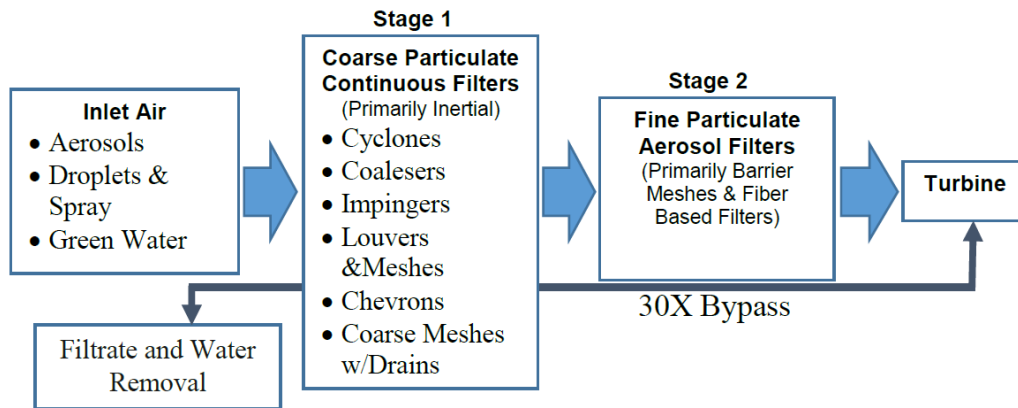 Inlet Air
• Aerosols
• Droplets &
Spray
• Green Water
Stage 1
Coarse Particulate
Continuous Filters
(Primarily Inertial)
• Cyclones
• Coalesers
• Impingers
• Louvers
&Meshes
• Chevrons
• Coarse Meshes
w/Drains
Stage 2
Fine Particulate
Aerosol Filters
(Primarily Barrier
Meshes & Fiber
Based Filters)
Turbine
30X Bypass
Filtrate and Water
Removal